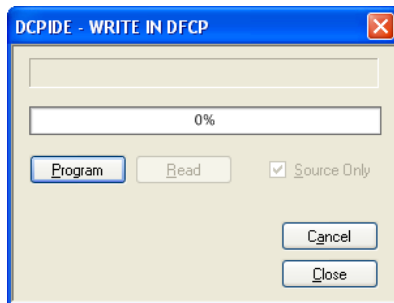 DCPIDE - WRITE IN DFCP
0%
Program Read Source Only
Cancel
Close